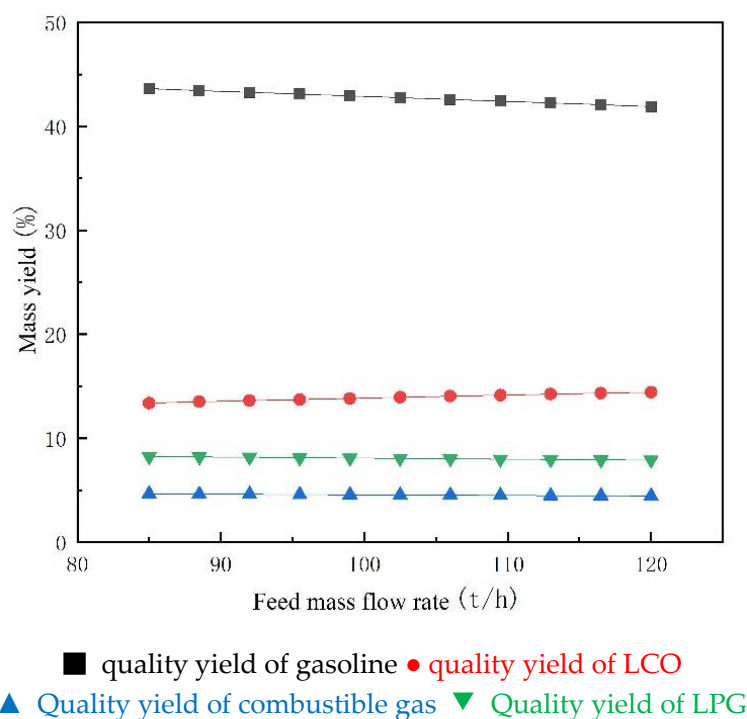 50
40
30
20
10
0
Mass yield (%)
80 90 100 110 120
Feed mass flow rate (t/h)
■ quality yield of gasoline ● quality yield of LCO
▲ Quality yield of combustible gas ▼ Quality yield of LPG